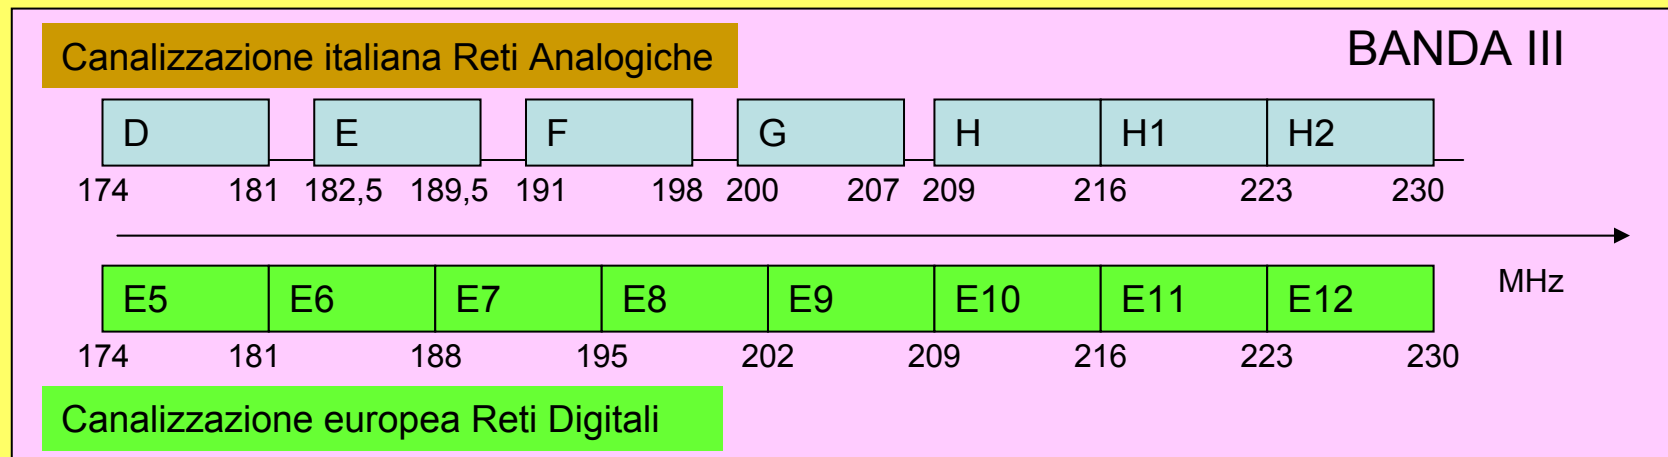 Canalizzazione italiana Reti Analogiche
BANDA III
D E F G H H1 H2
174 181 182,5 189,5 191 198 200 207 209 216 223 230
MHz
E5 E6 E7 E8 E9 E10 E11 E12
174 181 188 195 202 209 216 223 230
Canalizzazione europea Reti Digitali